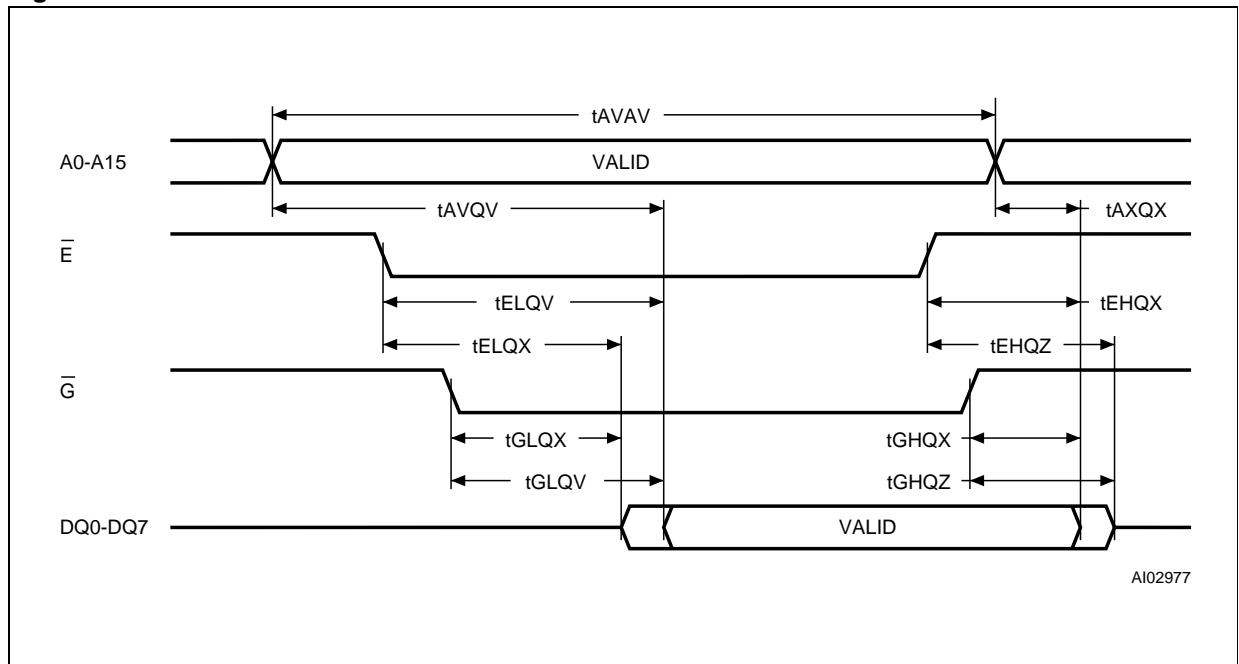 tAVAV
A0-A15
VALID
tAVQV
tAXQX
E
tELQV
tEHQX
tELQX
tEHQZ
G
tGLQX
tGHQX
tGLQV
tGHQZ
DQ0-DQ7
VALID
AI02977